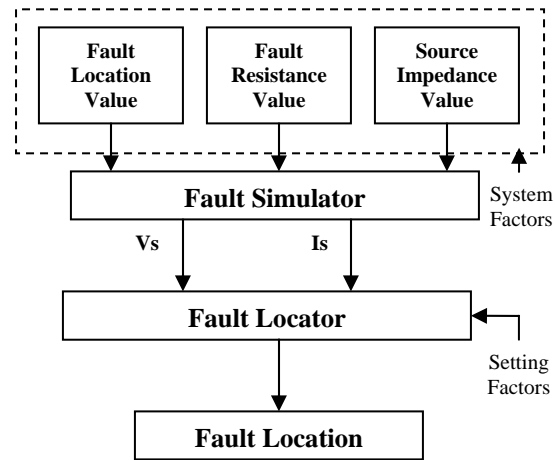 Fault
Location
Value
Fault
Resistance
Value
Source
Impedance
Value
Fault Simulator
System
Factors
Vs
Is
Fault Locator
Setting
Factors
Fault Location